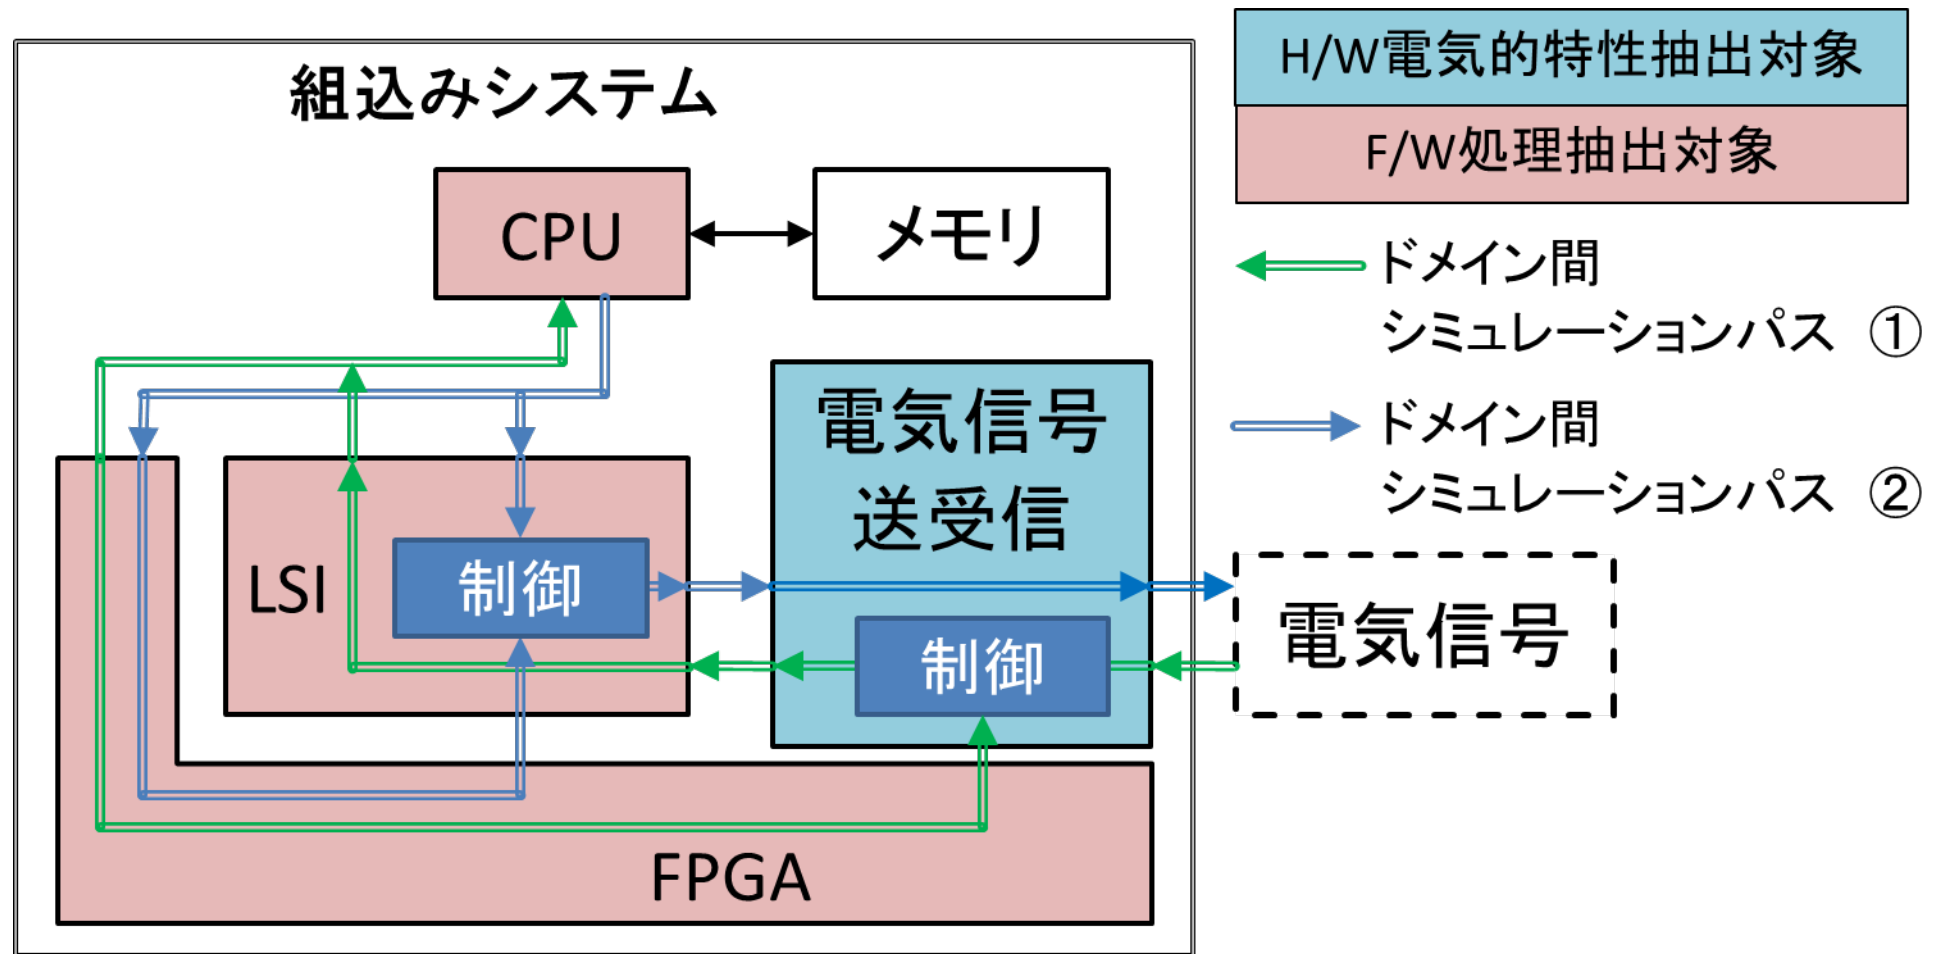 組込みシステム
CPU
メモリ
電気信号
送受信
LSI
制御
制御
FPGA
H/W電気的特性抽出対象
F/W処理抽出対象
ドメイン間
シミュレーションパス ①
ドメイン間
シミュレーションパス ②
電気信号